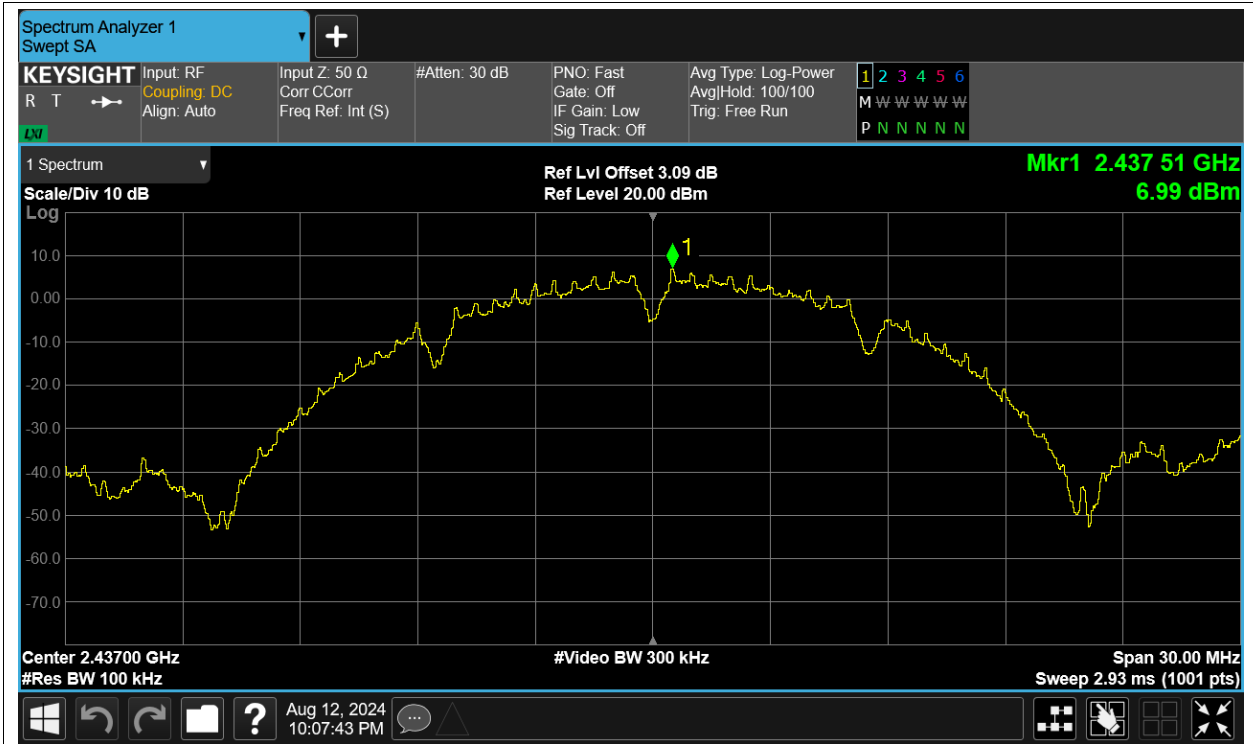 Spectrum Analyzer 1
Swept SA
KEYSIGHT
R T
LXI
Input: RF
Coupling: DC
Align: Auto
Input Z: 50 Ω
Corr CCorr
Freq Ref: Int (S)
#Atten: 30 dB
PNO: Fast
Gate: Off
IF Gain: Low
Sig Track: Off
Avg Type: Log-Power
Avg|Hold: 100/100
Trig: Free Run
1 2 3 4 5 6
M W W W W W
P N N N N N
1 Spectrum
Scale/Div 10 dB
Log
Ref Lvl Offset 3.09 dB
Ref Level 20.00 dBm
Mkr1 2.437 51 GHz
6.99 dBm
1
10.0
0.00
-10.0
-20.0
-30.0
-40.0
-50.0
-60.0
-70.0
Center 2.43700 GHz
#Res BW 100 kHz
#Video BW 300 kHz
Span 30.00 MHz
Sweep 2.93 ms (1001 pts)
?
Aug 12, 2024
10:07:43 PM